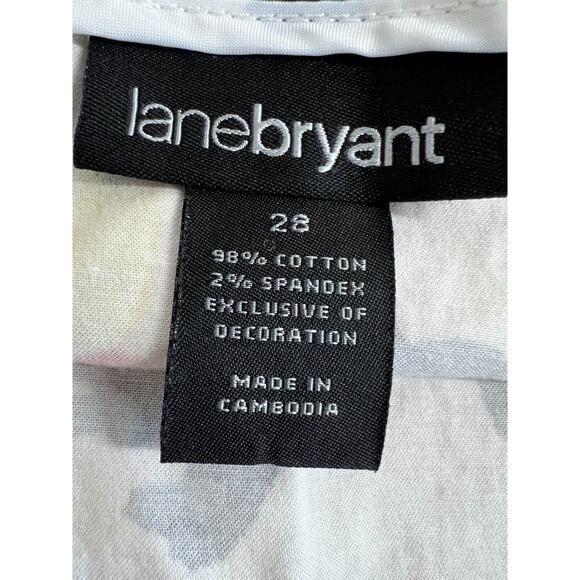 lanebryant
28
98% COTTON
2% SPANDEX
EXCLUSIVE OF
DECORATION
MADE IN
CAMBODIA